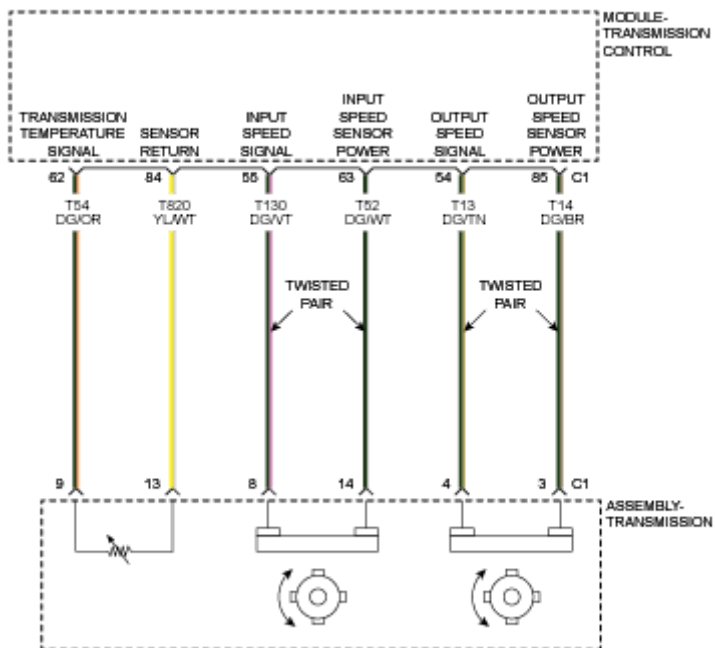 MODULE-
TRANSMISSION
CONTROL
TRANSMISSION
TEMPERATURE
SIGNAL
SENSOR
RETURN
INPUT
SPEED
SIGNAL
INPUT
SPEED
SENSOR
POWER
OUTPUT
SPEED
SIGNAL
OUTPUT
SPEED
SENSOR
POWER
62 84 55 63 54 85 C1
T54
DG/OR
T820
YL/WT
T130
DG/VT
T52
DG/WT
T13
DG/TN
T14
DG/BR
TWISTED
PAIR
TWISTED
PAIR
9 13 8 14 4 3 C1
ASSEMBLY-
TRANSMISSION